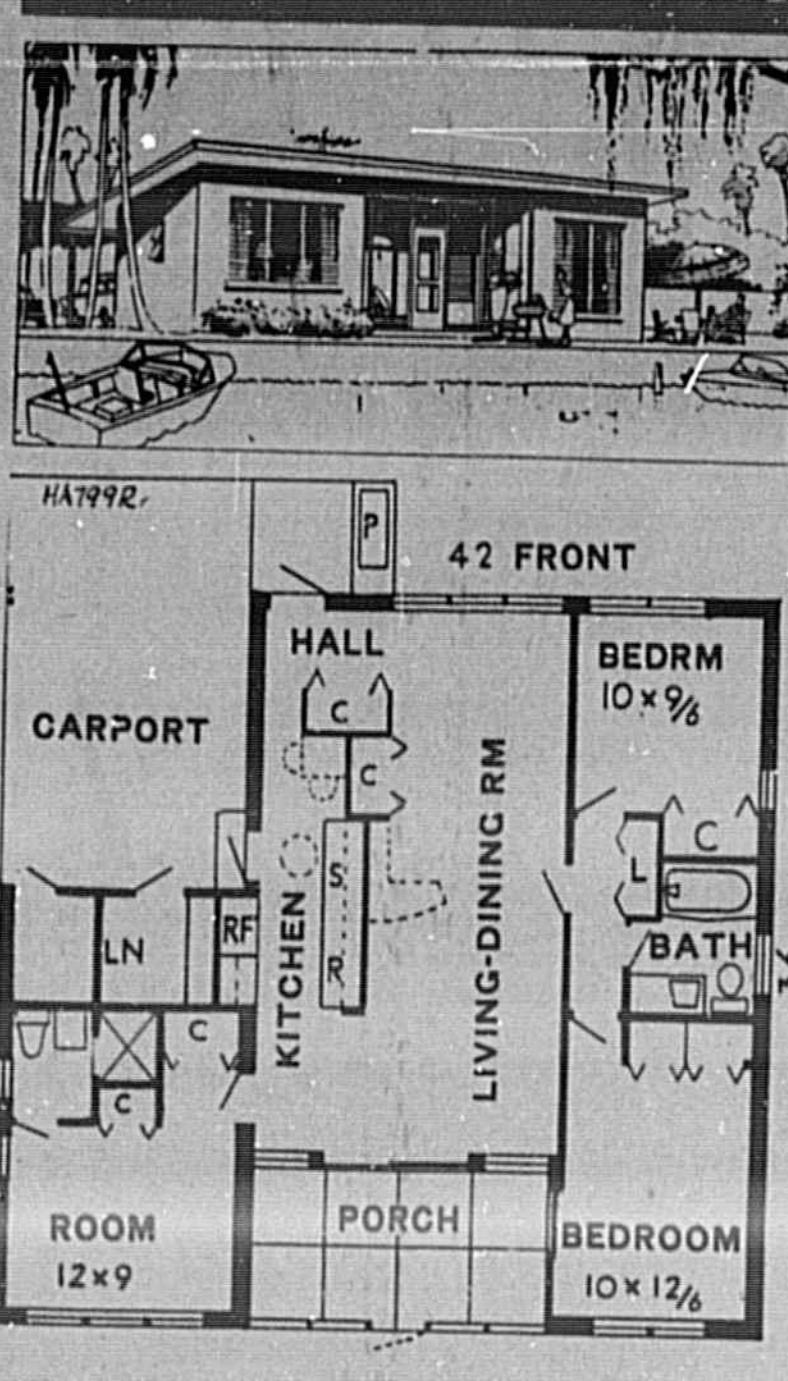 HA799R
P
42 FRONT
HALL
BEDRM
10 x 9/6
C
CARPORT
C
C
LIVING-DINING RM
L
S
RF
KITCHEN
LN
BATH
R
C
C
ROOM
12 x 9
PORCH
BEDROOM
10 x 12/6